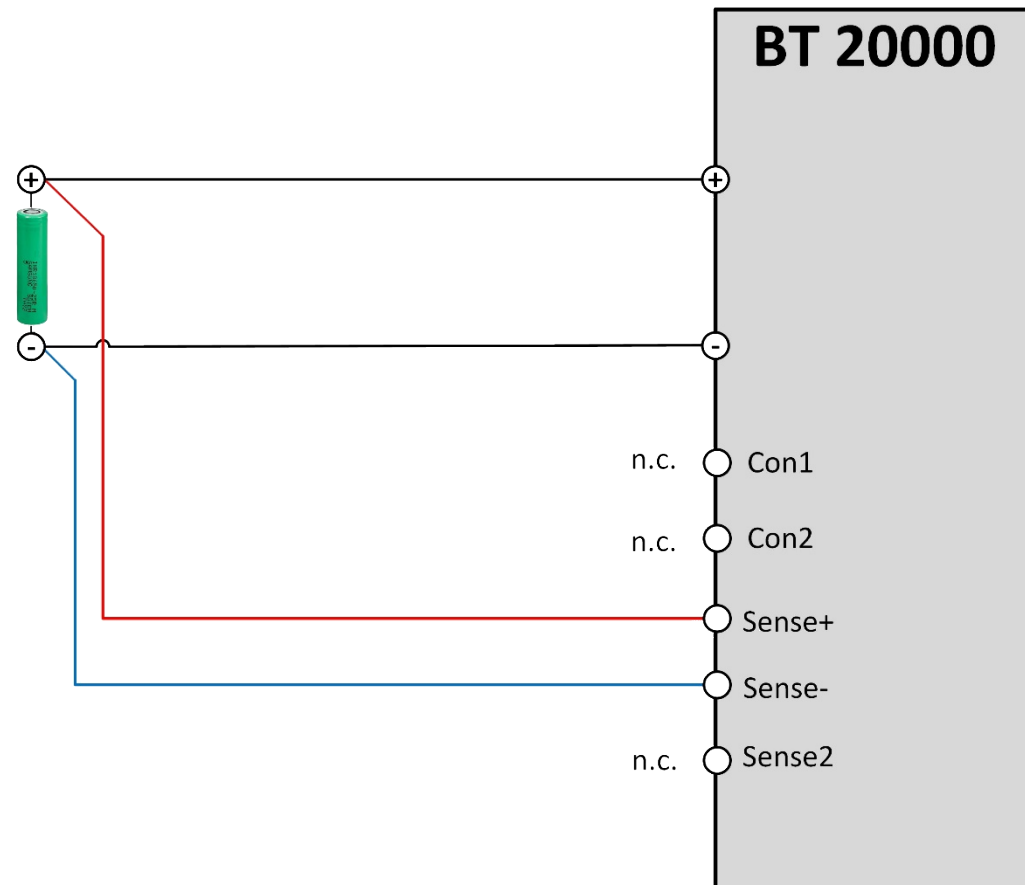 BT 20000
+
+
-
-
n.c.
Con1
n.c.
Con2
Sense+
Sense-
n.c.
Sense2